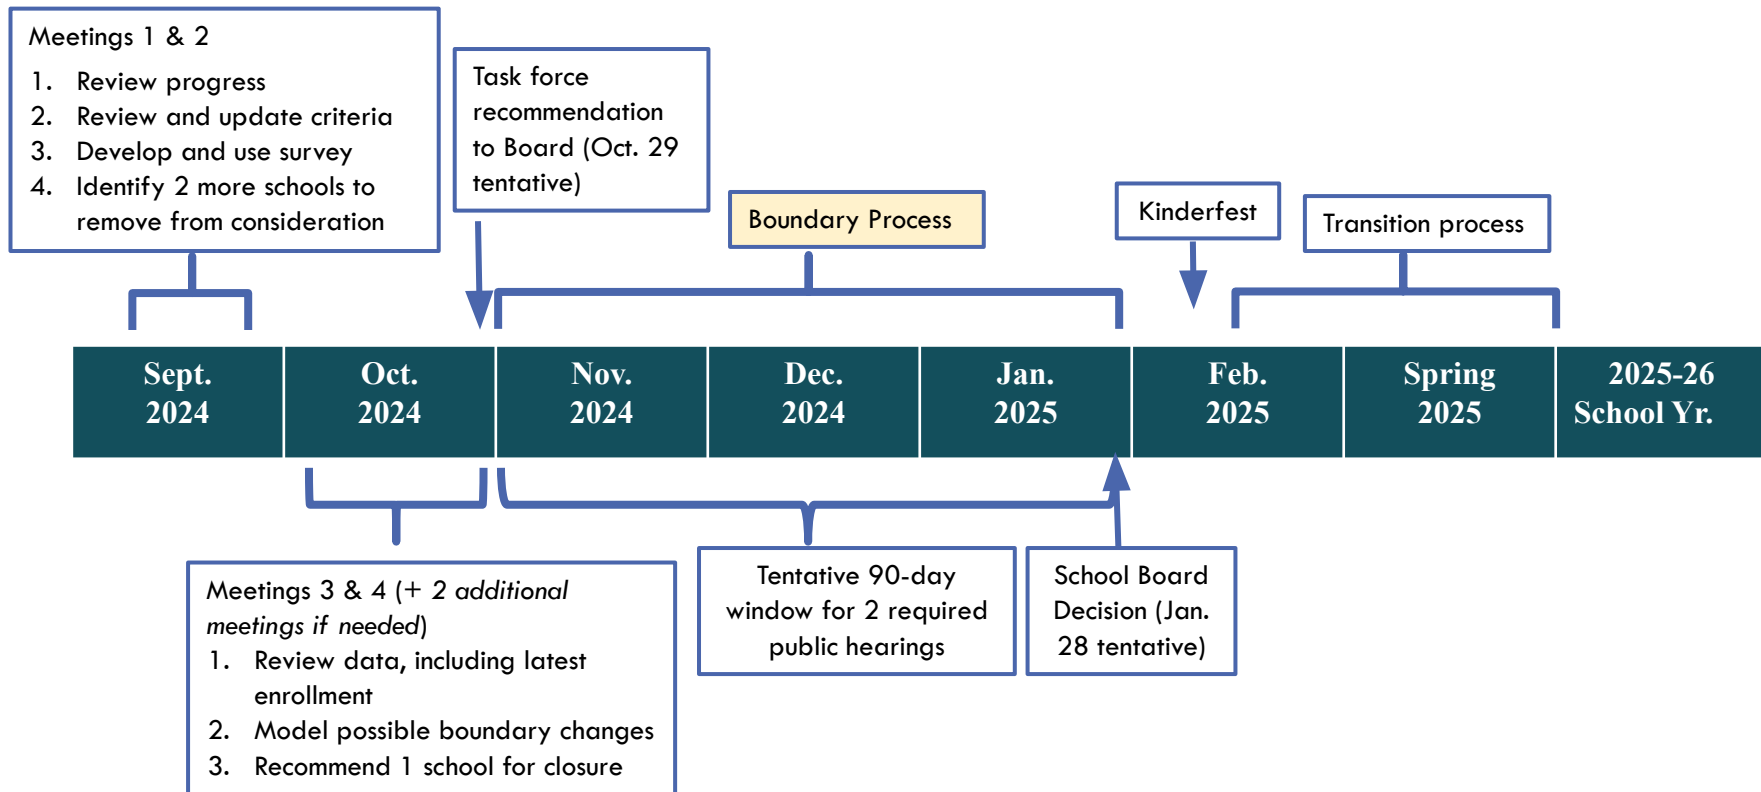 Meetings 1 & 2
1. Review progress
2. Review and update criteria
3. Develop and use survey
4. Identify 2 more schools to
remove from consideration
Task force
recommendation
to Board (Oct. 29
tentative)
Boundary Process
Kinderfest
Transition process
Sept.
2024
Oct.
2024
Nov.
2024
Dec.
2024
Jan.
2025
Feb.
2025
Spring
2025
2025-26
School Yr.
Meetings 3 & 4 (+ 2 additional
meetings if needed)
1. Review data, including latest
enrollment
2. Model possible boundary changes
3. Recommend 1 school for closure
Tentative 90-day
window for 2 required
public hearings
School Board
Decision (Jan.
28 tentative)